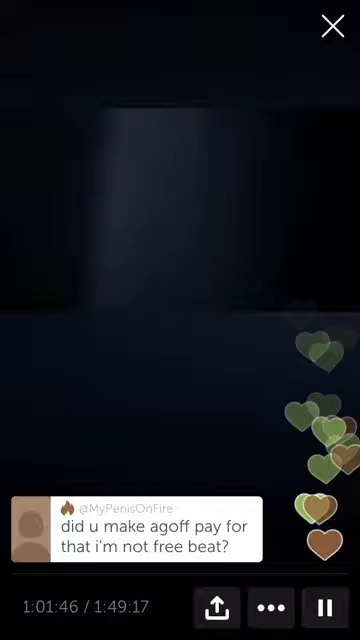 @MyPenisOnFire
did u make agoff pay for
that i'm not free beat?
1:01:46 / 1:49:17